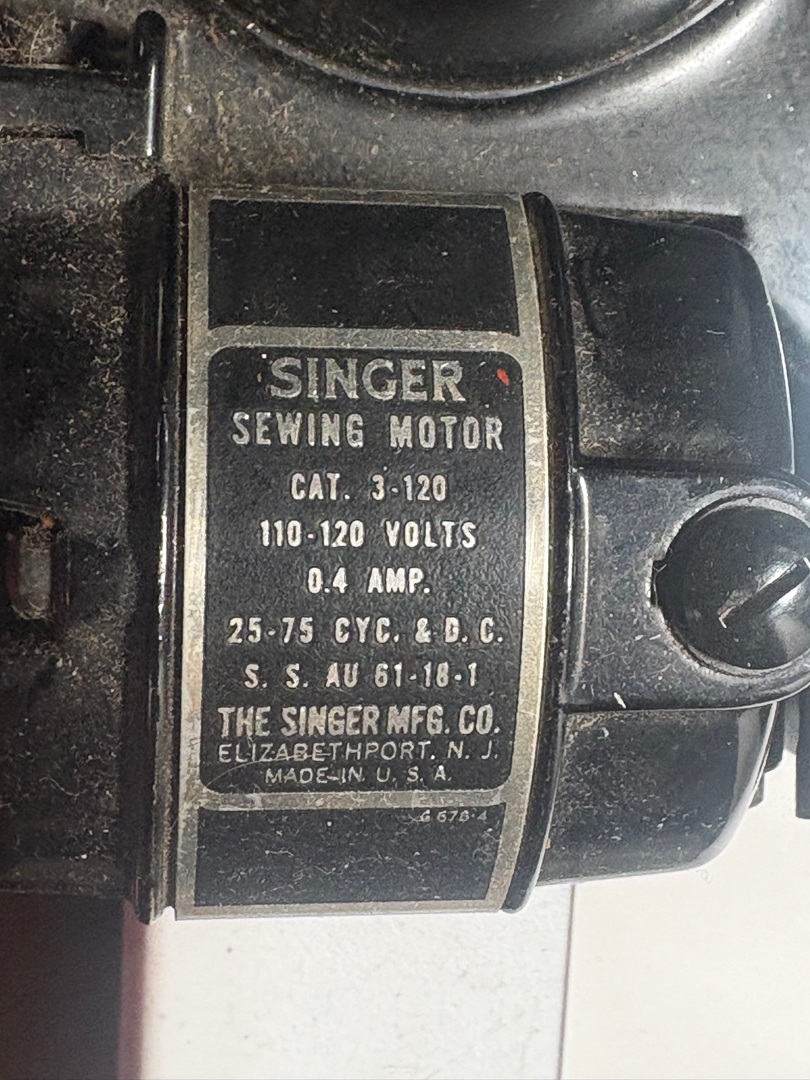 SINGER
SEWING MOTOR
CAT. 3-120
110-120 VOLTS
0.4 AMP.
25-75 CYC. & D. C.
S. S. AU 61-18-1
THE SINGER MFG. CO.
ELIZABETHPORT, N. J.
MADE IN U. S. A.